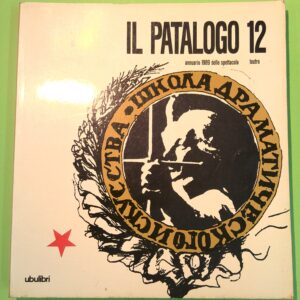 IL PATALOGO 12
annuario 1989 dello spettacolo teatro
ШКОЛА ДРАМАТИЧЕСКОГО ИСКУССТВА
ubulibri